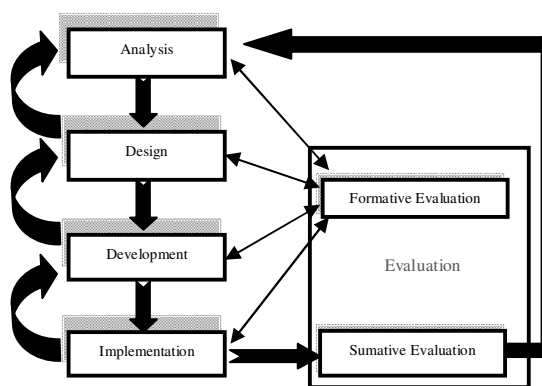 Analysis
Design
Formative Evaluation
Development
Evaluation
Implementation
Sumative Evaluation